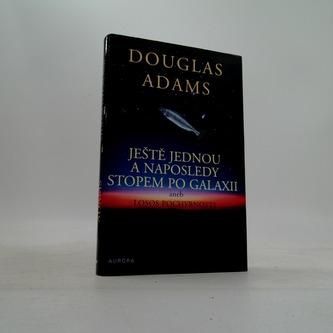 DOUGLAS
ADAMS
JEŠTĚ JEDNOU
A NAPOSLEDY
STOPEM PO GALAXII
aneb
LOSOS POCHYBNOSTI
AURORA